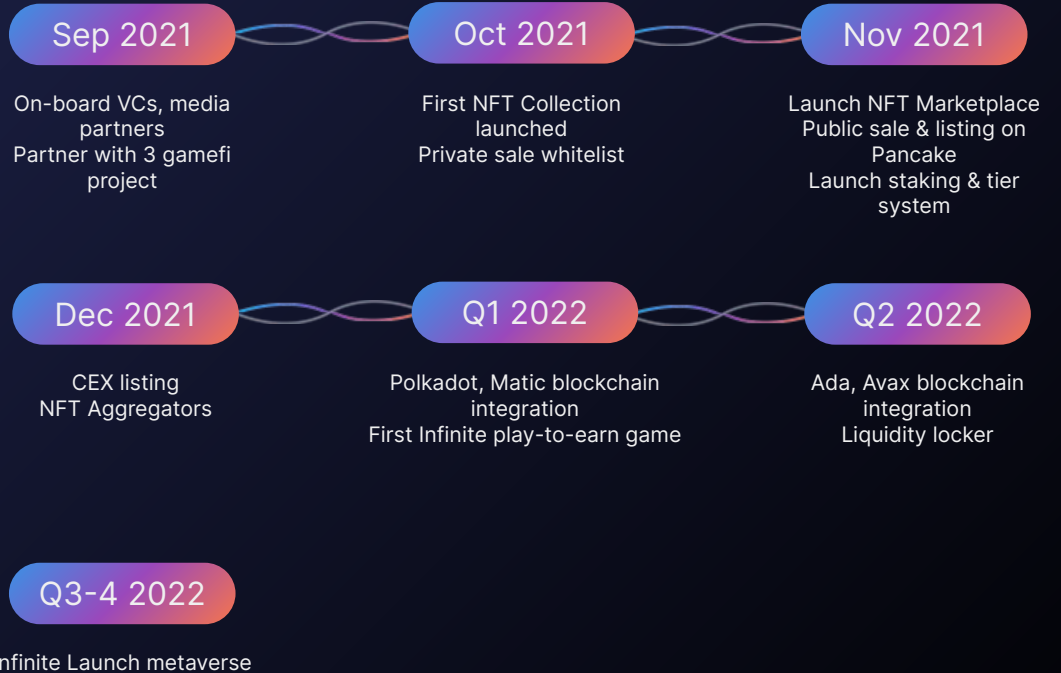 Sep 2021
Oct 2021
Nov 2021
On-board VCs, media
partners
Partner with 3 gamefi
project
First NFT Collection
launched
Private sale whitelist
Launch NFT Marketplace
Public sale & listing on
Pancake
Launch staking & tier
system
Dec 2021
Q1 2022
Q2 2022
CEX listing
NFT Aggregators
Polkadot, Matic blockchain
integration
First Infinite play-to-earn game
Ada, Avax blockchain
integration
Liquidity locker
Q3-4 2022
nfinite Launch metaverse